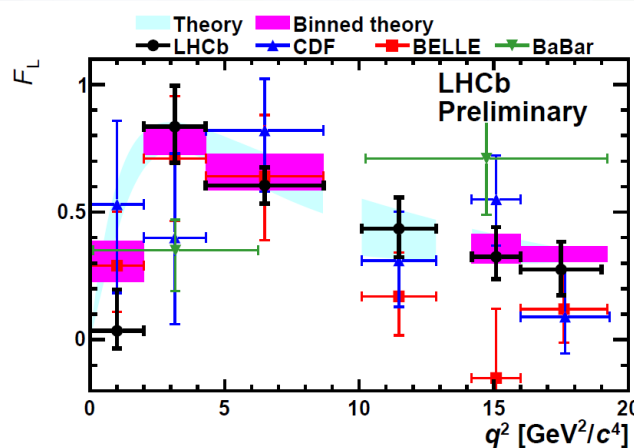 Theory Binned theory
LHCb CDF BELLE BaBar
F_L
LHCb
Preliminary
1
0.5
0
0 5 10 15 20
q² [GeV²/c⁴]